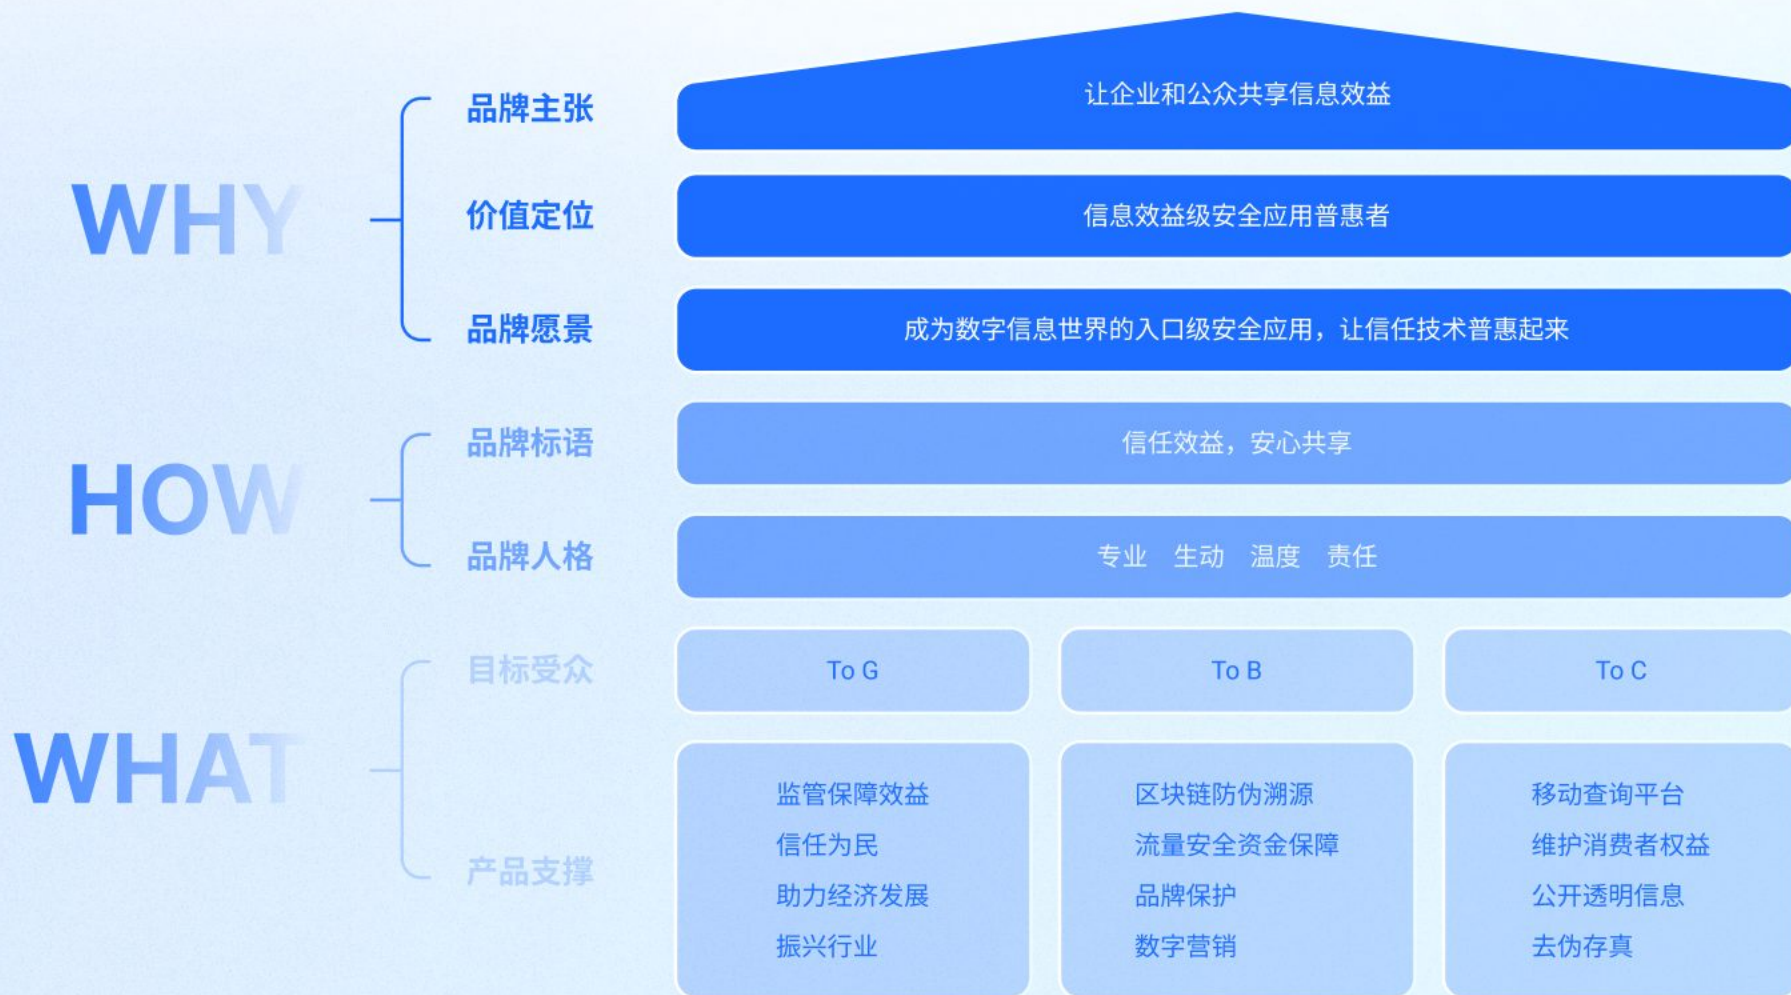 WHY
品牌主张
让企业和公众共享信息效益
价值定位
信息效益级安全应用普惠者
品牌愿景
成为数字信息世界的入口级安全应用，让信任技术普惠起来
HOW
品牌标语
信任效益，安心共享
品牌人格
专业 生动 温度 责任
WHAT
目标受众
To G
To B
To C
产品支撑
监管保障效益
信任为民
助力经济发展
振兴行业
区块链防伪溯源
流量安全资金保障
品牌保护
数字营销
移动查询平台
维护消费者权益
公开透明信息
去伪存真